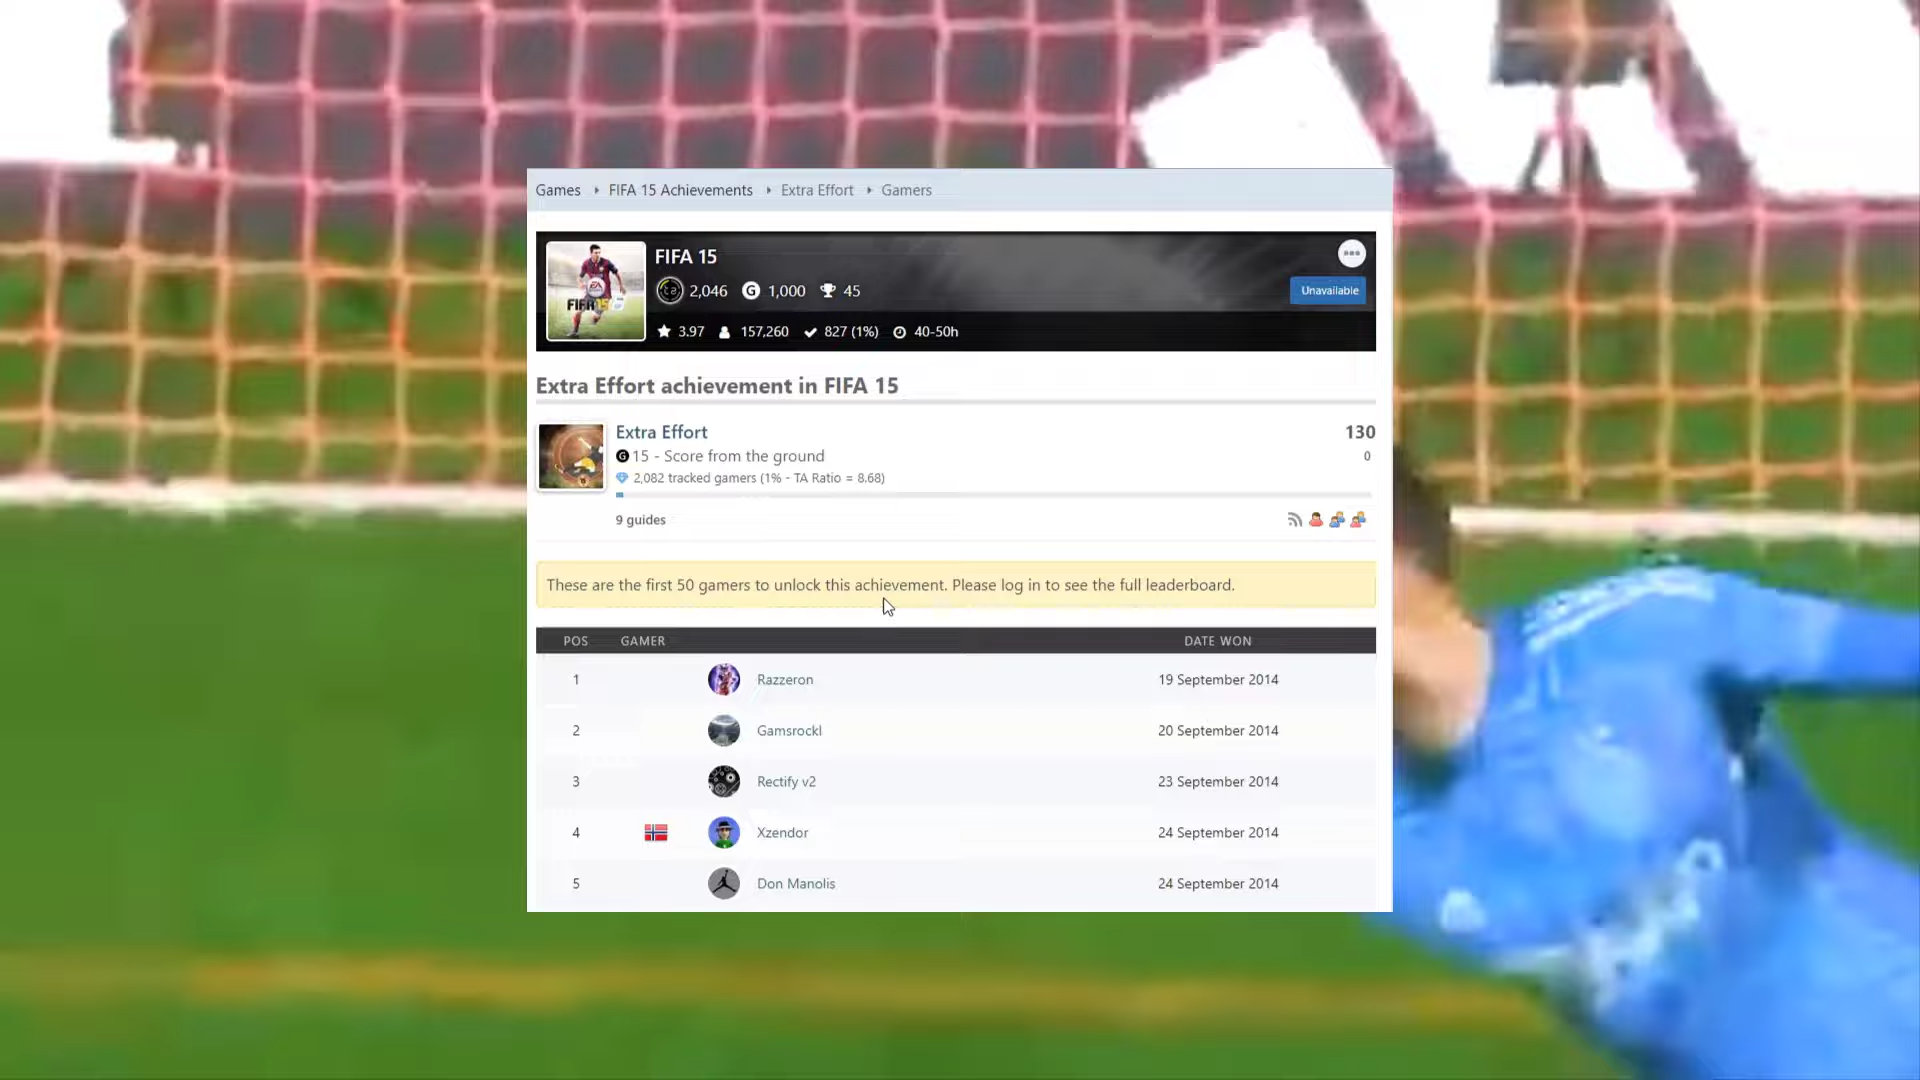 Games › FIFA 15 Achievements › Extra Effort › Gamers
FIFA 15
2,046 G 1,000 45
Unavailable
3.97 157,260 827 (1%) 40-50h
Extra Effort achievement in FIFA 15
Extra Effort 130
G 15 - Score from the ground 0
2,082 tracked gamers (1% - TA Ratio = 8.68)
9 guides
These are the first 50 gamers to unlock this achievement. Please log in to see the full leaderboard.
POS GAMER DATE WON
1 Razzeron 19 September 2014
2 Gamsrockl 20 September 2014
3 Rectify v2 23 September 2014
4 Xzendor 24 September 2014
5 Don Manolis 24 September 2014